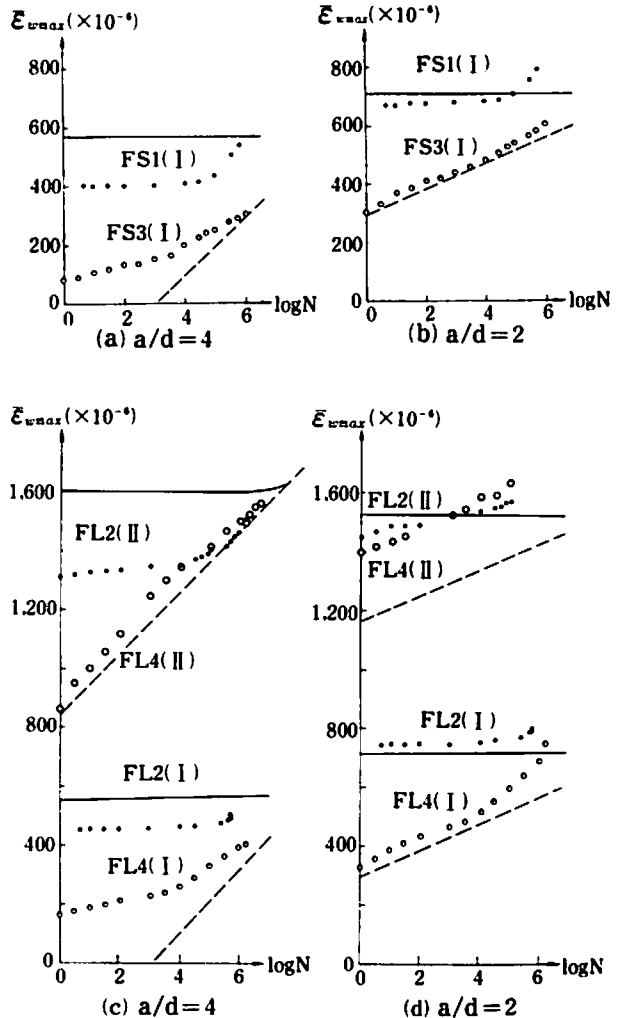 ε̄wmax(×10⁻⁶)
800
600
400
200
0
FS1(Ⅰ)
FS3(Ⅰ)
0 2 4 6 logN
(a) a/d=4
ε̄wmax(×10⁻⁶)
800
600
400
200
0
FS1(Ⅰ)
FS3(Ⅰ)
0 2 4 6 logN
(b) a/d=2
ε̄wmax(×10⁻⁶)
1,600
1,200
800
400
0
FL2(Ⅱ)
FL4(Ⅱ)
FL2(Ⅰ)
FL4(Ⅰ)
0 2 4 6 logN
(c) a/d=4
ε̄wmax(×10⁻⁶)
1,600
1,200
800
400
0
FL2(Ⅱ)
FL4(Ⅱ)
FL2(Ⅰ)
FL4(Ⅰ)
0 2 4 6 logN
(d) a/d=2